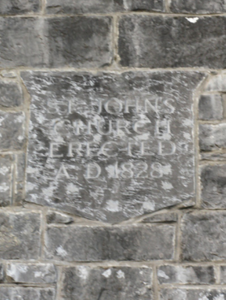 ST JOHNS
CHURCH
ERECTED
A.D. 1828